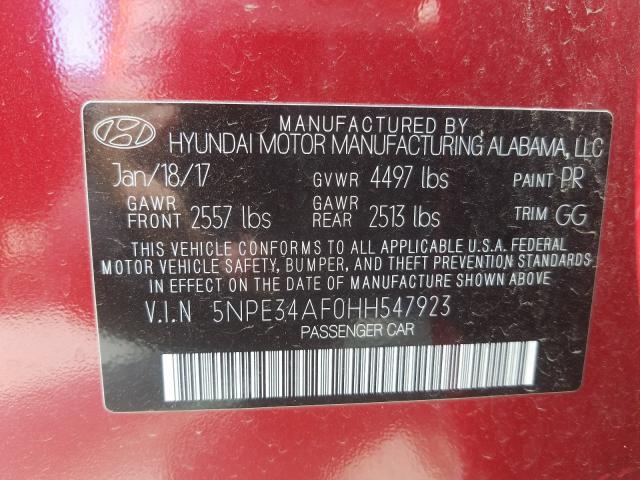 MANUFACTURED BY
HYUNDAI MOTOR MANUFACTURING ALABAMA, LLC
Jan/18/17 GVWR 4497 lbs PAINT PR
GAWR FRONT 2557 lbs GAWR REAR 2513 lbs TRIM GG
THIS VEHICLE CONFORMS TO ALL APPLICABLE U.S.A. FEDERAL
MOTOR VEHICLE SAFETY, BUMPER, AND THEFT PREVENTION STANDARDS
IN EFFECT ON THE DATE OF MANUFACTURE SHOWN ABOVE
V.I.N 5NPE34AF0HH547923
PASSENGER CAR